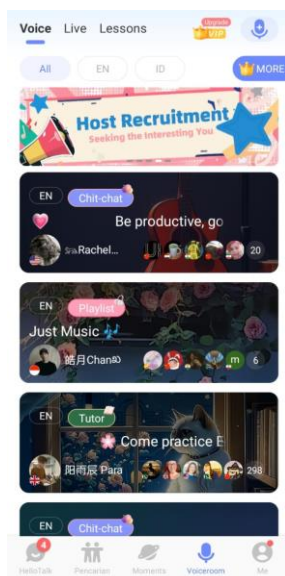 Voice Live Lessons
Upgrade
VIP
All EN ID
MORE
Host Recruitment
Seeking the Interesting You
EN Chit-chat
Be productive, go
Rachel...
20
EN Playlist
Just Music
皓月Chan
m 6
EN Tutor
Come practice E
阳雨辰 Para
298
EN Chit-chat
4
HelloTalk Pencarian Moments Voiceroom Me